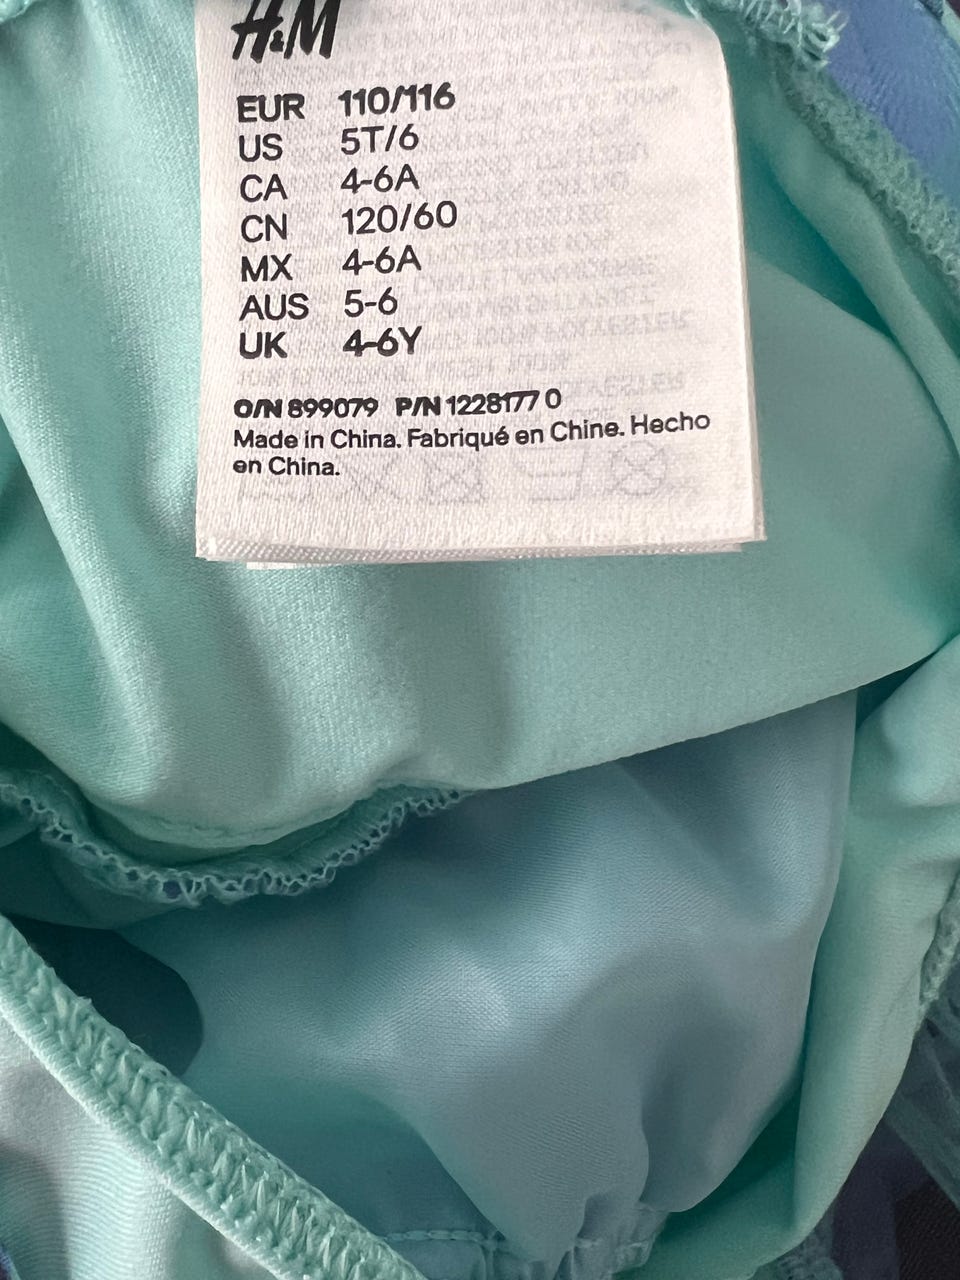 H&M
EUR 110/116
US 5T/6
CA 4-6A
CN 120/60
MX 4-6A
AUS 5-6
UK 4-6Y
O/N 899079 P/N 1228177 0
Made in China. Fabriqué en Chine. Hecho
en China.